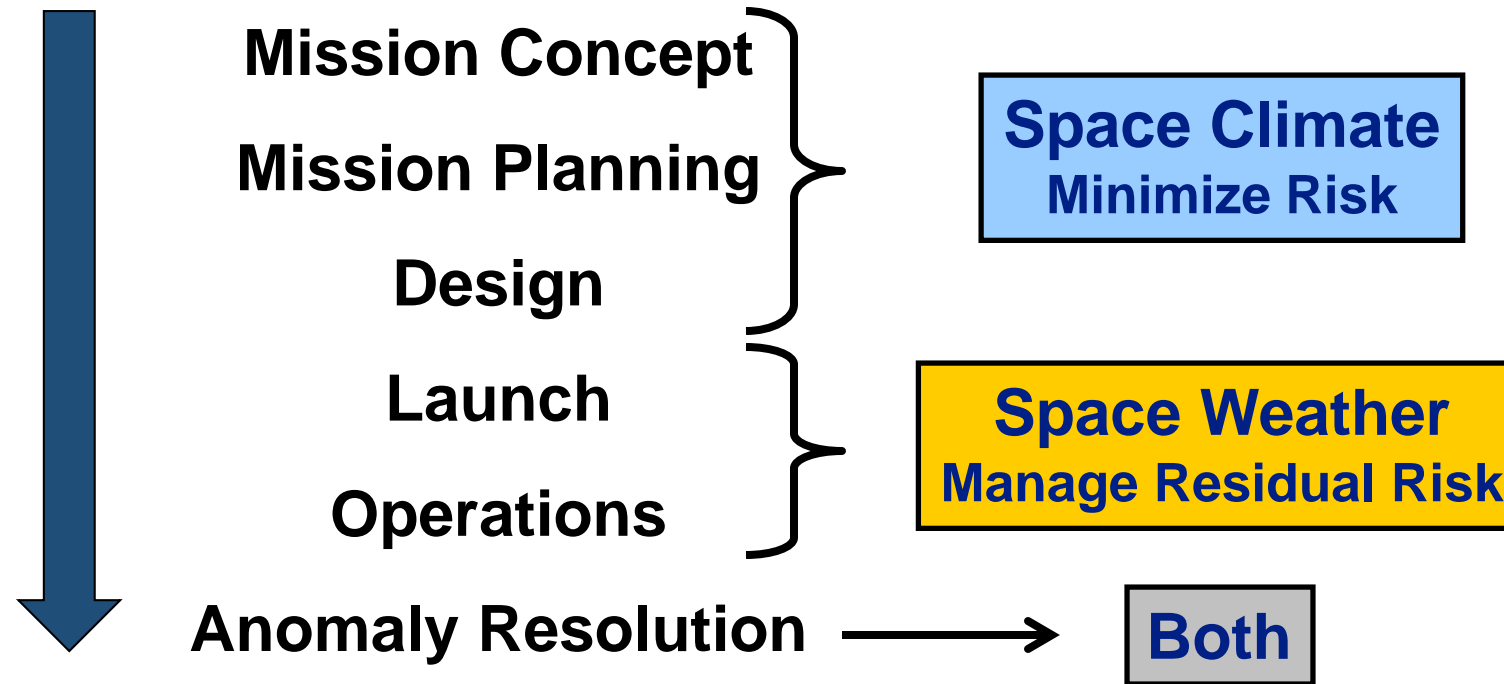 Mission Concept
Mission Planning
Design
Launch
Operations
Anomaly Resolution
Space Climate
Minimize Risk
Space Weather
Manage Residual Risk
Both